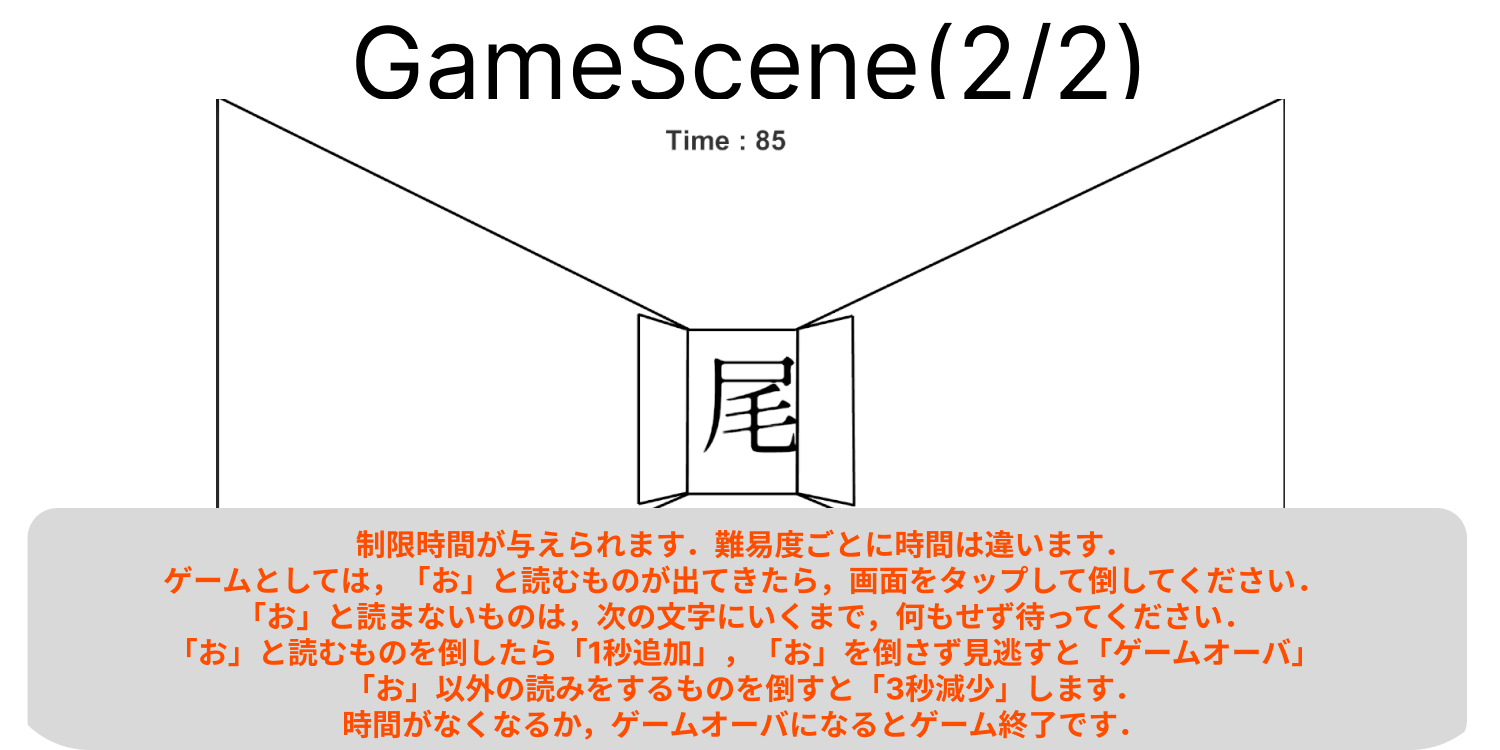 GameScene(2/2)
Time : 85
尾
制限時間が与えられます．難易度ごとに時間は違います．
ゲームとしては，「お」と読むものが出てきたら，画面をタップして倒してください．
「お」と読まないものは，次の文字にいくまで，何もせず待ってください．
「お」と読むものを倒したら「1秒追加」，「お」を倒さず見逃すと「ゲームオーバ」
「お」以外の読みをするものを倒すと「3秒減少」します．
時間がなくなるか，ゲームオーバになるとゲーム終了です．